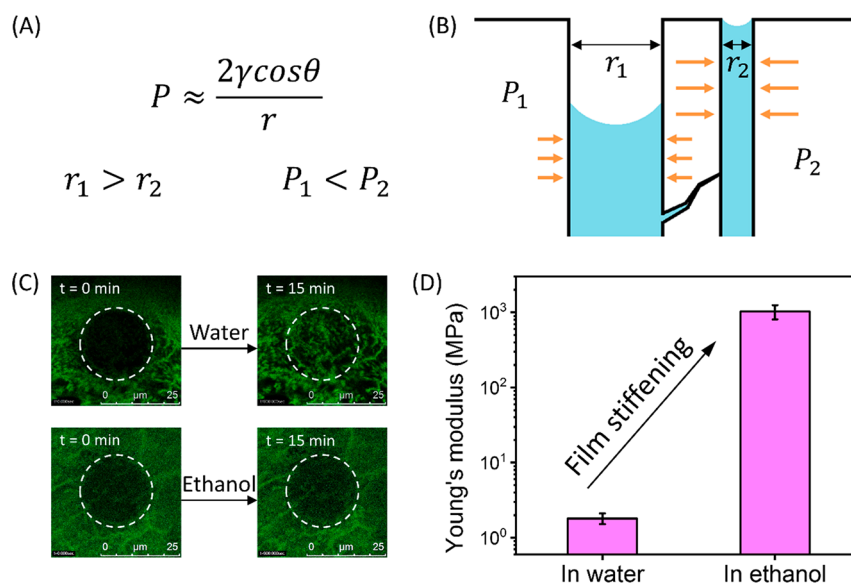 (A)
P ≈ 2γcosθ / r
r₁ > r₂ P₁ < P₂
(B)
r₁
r₂
P₁
P₂
(C)
t = 0 min
t = 15 min
Water
0 µm 25
0 µm 25
t = 0 min
t = 15 min
Ethanol
0 µm 25
0 µm 25
(D)
Young's modulus (MPa)
10³
10²
10¹
10⁰
Film stiffening
In water
In ethanol